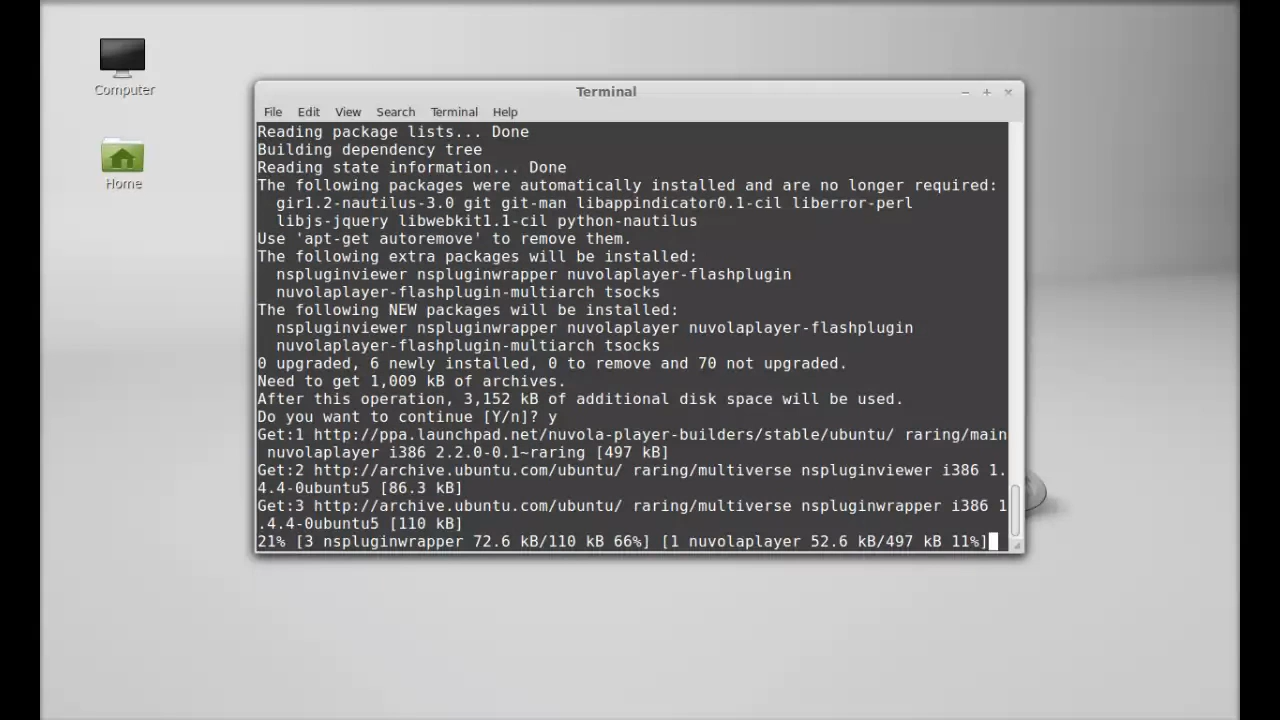 Computer
Home
Terminal
File Edit View Search Terminal Help
Reading package lists... Done
Building dependency tree
Reading state information... Done
The following packages were automatically installed and are no longer required:
gir1.2-nautilus-3.0 git git-man libappindicator0.1-cil liberror-perl
libjs-jquery libwebkit1.1-cil python-nautilus
Use 'apt-get autoremove' to remove them.
The following extra packages will be installed:
nspluginviewer nspluginwrapper nuvolaplayer-flashplugin
nuvolaplayer-flashplugin-multiarch tsocks
The following NEW packages will be installed:
nspluginviewer nspluginwrapper nuvolaplayer nuvolaplayer-flashplugin
nuvolaplayer-flashplugin-multiarch tsocks
0 upgraded, 6 newly installed, 0 to remove and 70 not upgraded.
Need to get 1,009 kB of archives.
After this operation, 3,152 kB of additional disk space will be used.
Do you want to continue [Y/n]? y
Get:1 http://ppa.launchpad.net/nuvola-player-builders/stable/ubuntu/ raring/main
nuvolaplayer i386 2.2.0-0.1~raring [497 kB]
Get:2 http://archive.ubuntu.com/ubuntu/ raring/multiverse nspluginviewer i386 1.
4.4-0ubuntu5 [86.3 kB]
Get:3 http://archive.ubuntu.com/ubuntu/ raring/multiverse nspluginwrapper i386 1
.4.4-0ubuntu5 [110 kB]
21% [3 nspluginwrapper 72.6 kB/110 kB 66%] [1 nuvolaplayer 52.6 kB/497 kB 11%]